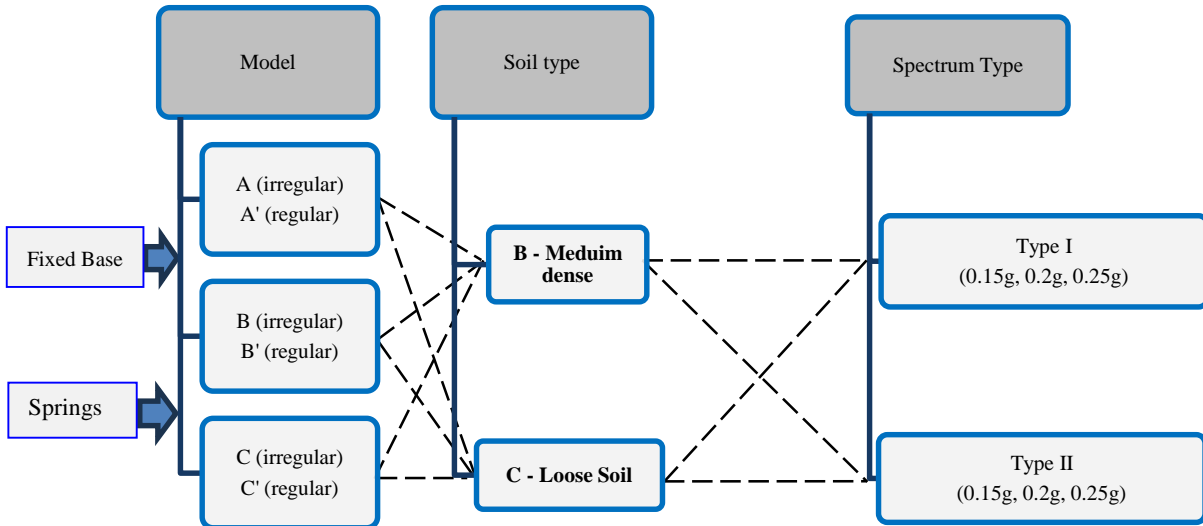 Model
Soil type
Spectrum Type
A (irregular)
A' (regular)
Fixed Base
B - Meduim
dense
Type I
(0.15g, 0.2g, 0.25g)
B (irregular)
B' (regular)
Springs
C (irregular)
C' (regular)
C - Loose Soil
Type II
(0.15g, 0.2g, 0.25g)